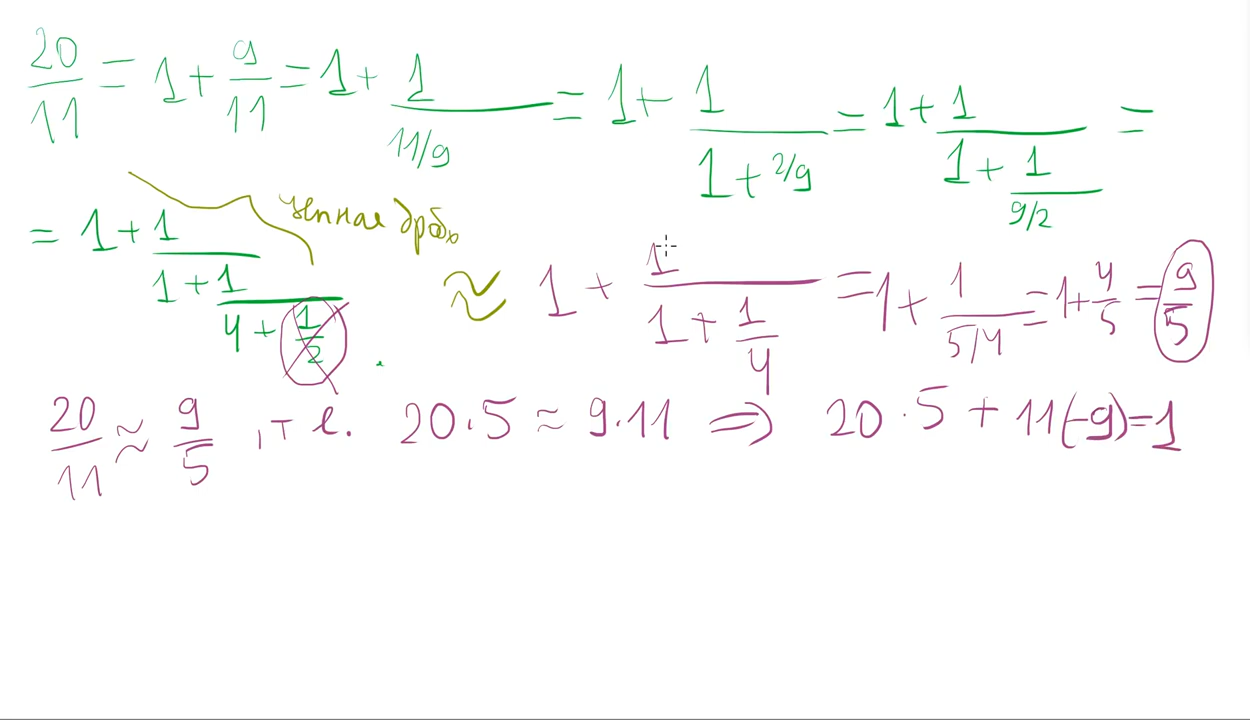 20/11 = 1 + 9/11 = 1 + 1/(11/9) = 1 + 1/(1 + 2/9) = 1 + 1/(1 + 1/(9/2)) =
= 1 + 1/(1 + 1/(4 + 1/2)) . цепная дробь ≈ 1 + 1/(1 + 1/4) = 1 + 1/(5/4) = 1 + 4/5 = 9/5
20/11 ≈ 9/5 , т е. 20·5 ≈ 9·11 ⇒ 20·5 + 11(-9)=1